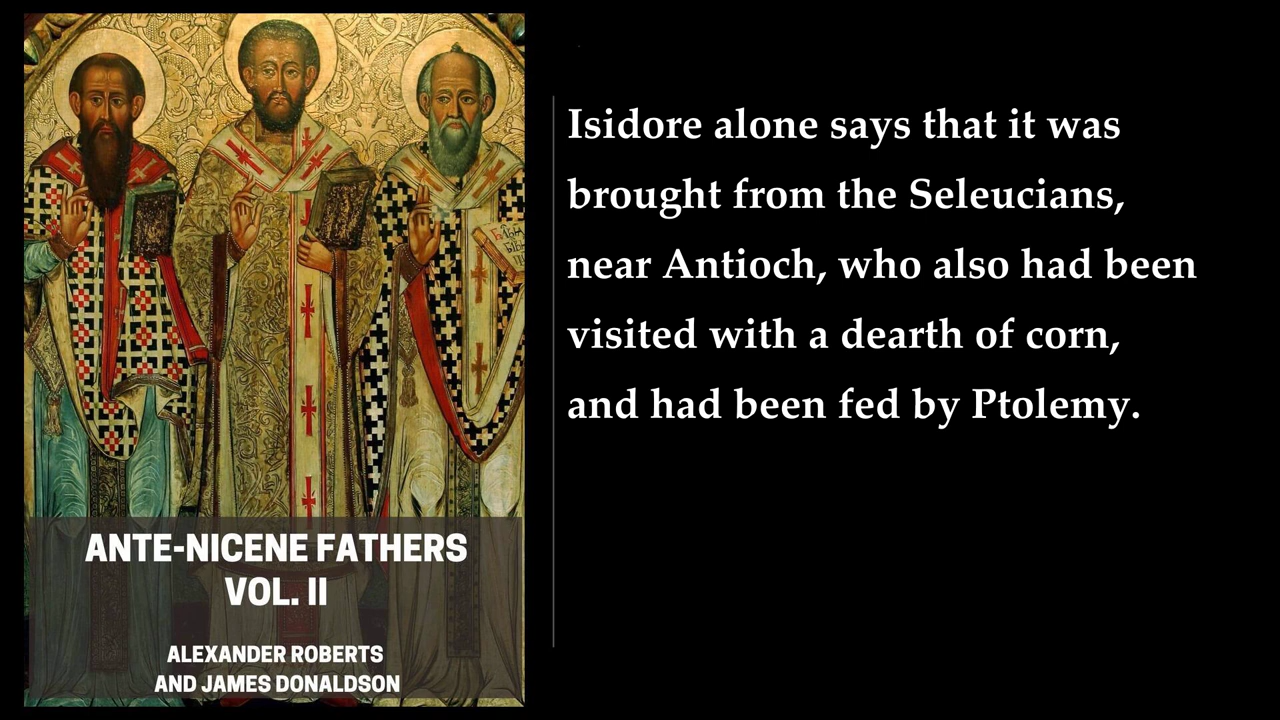 Isidore alone says that it was
brought from the Seleucians,
near Antioch, who also had been
visited with a dearth of corn,
and had been fed by Ptolemy.
ANTE-NICENE FATHERS
VOL. II
ALEXANDER ROBERTS
AND JAMES DONALDSON